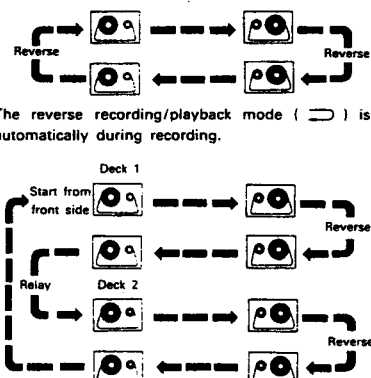 Reverse
Reverse
The reverse recording/playback mode ( ⊃ ) is
automatically during recording.
Deck 1
Start from
front side
Reverse
Relay
Deck 2
Reverse